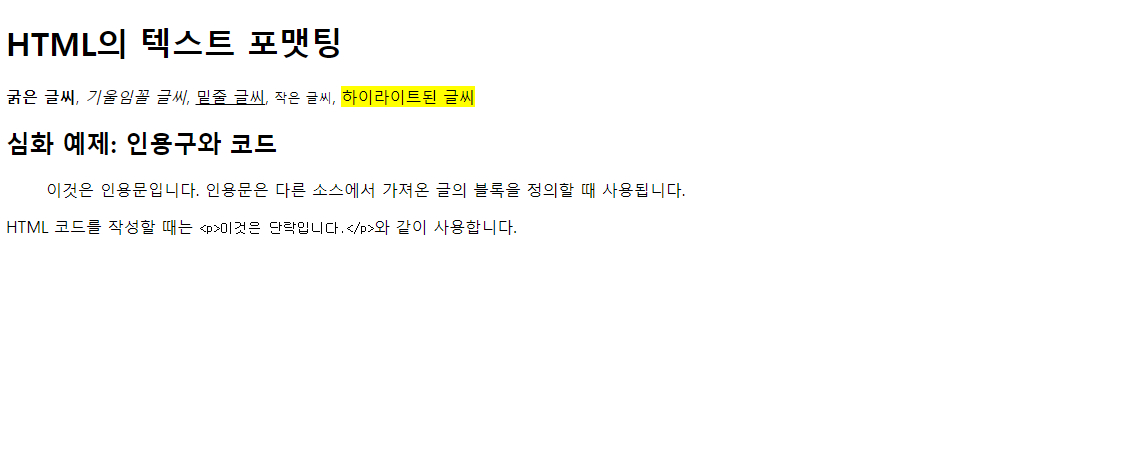 HTML의 텍스트 포맷팅
굵은 글씨, 기울임꼴 글씨, 밑줄 글씨, 작은 글씨, 하이라이트된 글씨
심화 예제: 인용구와 코드
이것은 인용문입니다. 인용문은 다른 소스에서 가져온 글의 블록을 정의할 때 사용됩니다.
HTML 코드를 작성할 때는 <p>이것은 단락입니다.</p>와 같이 사용합니다.